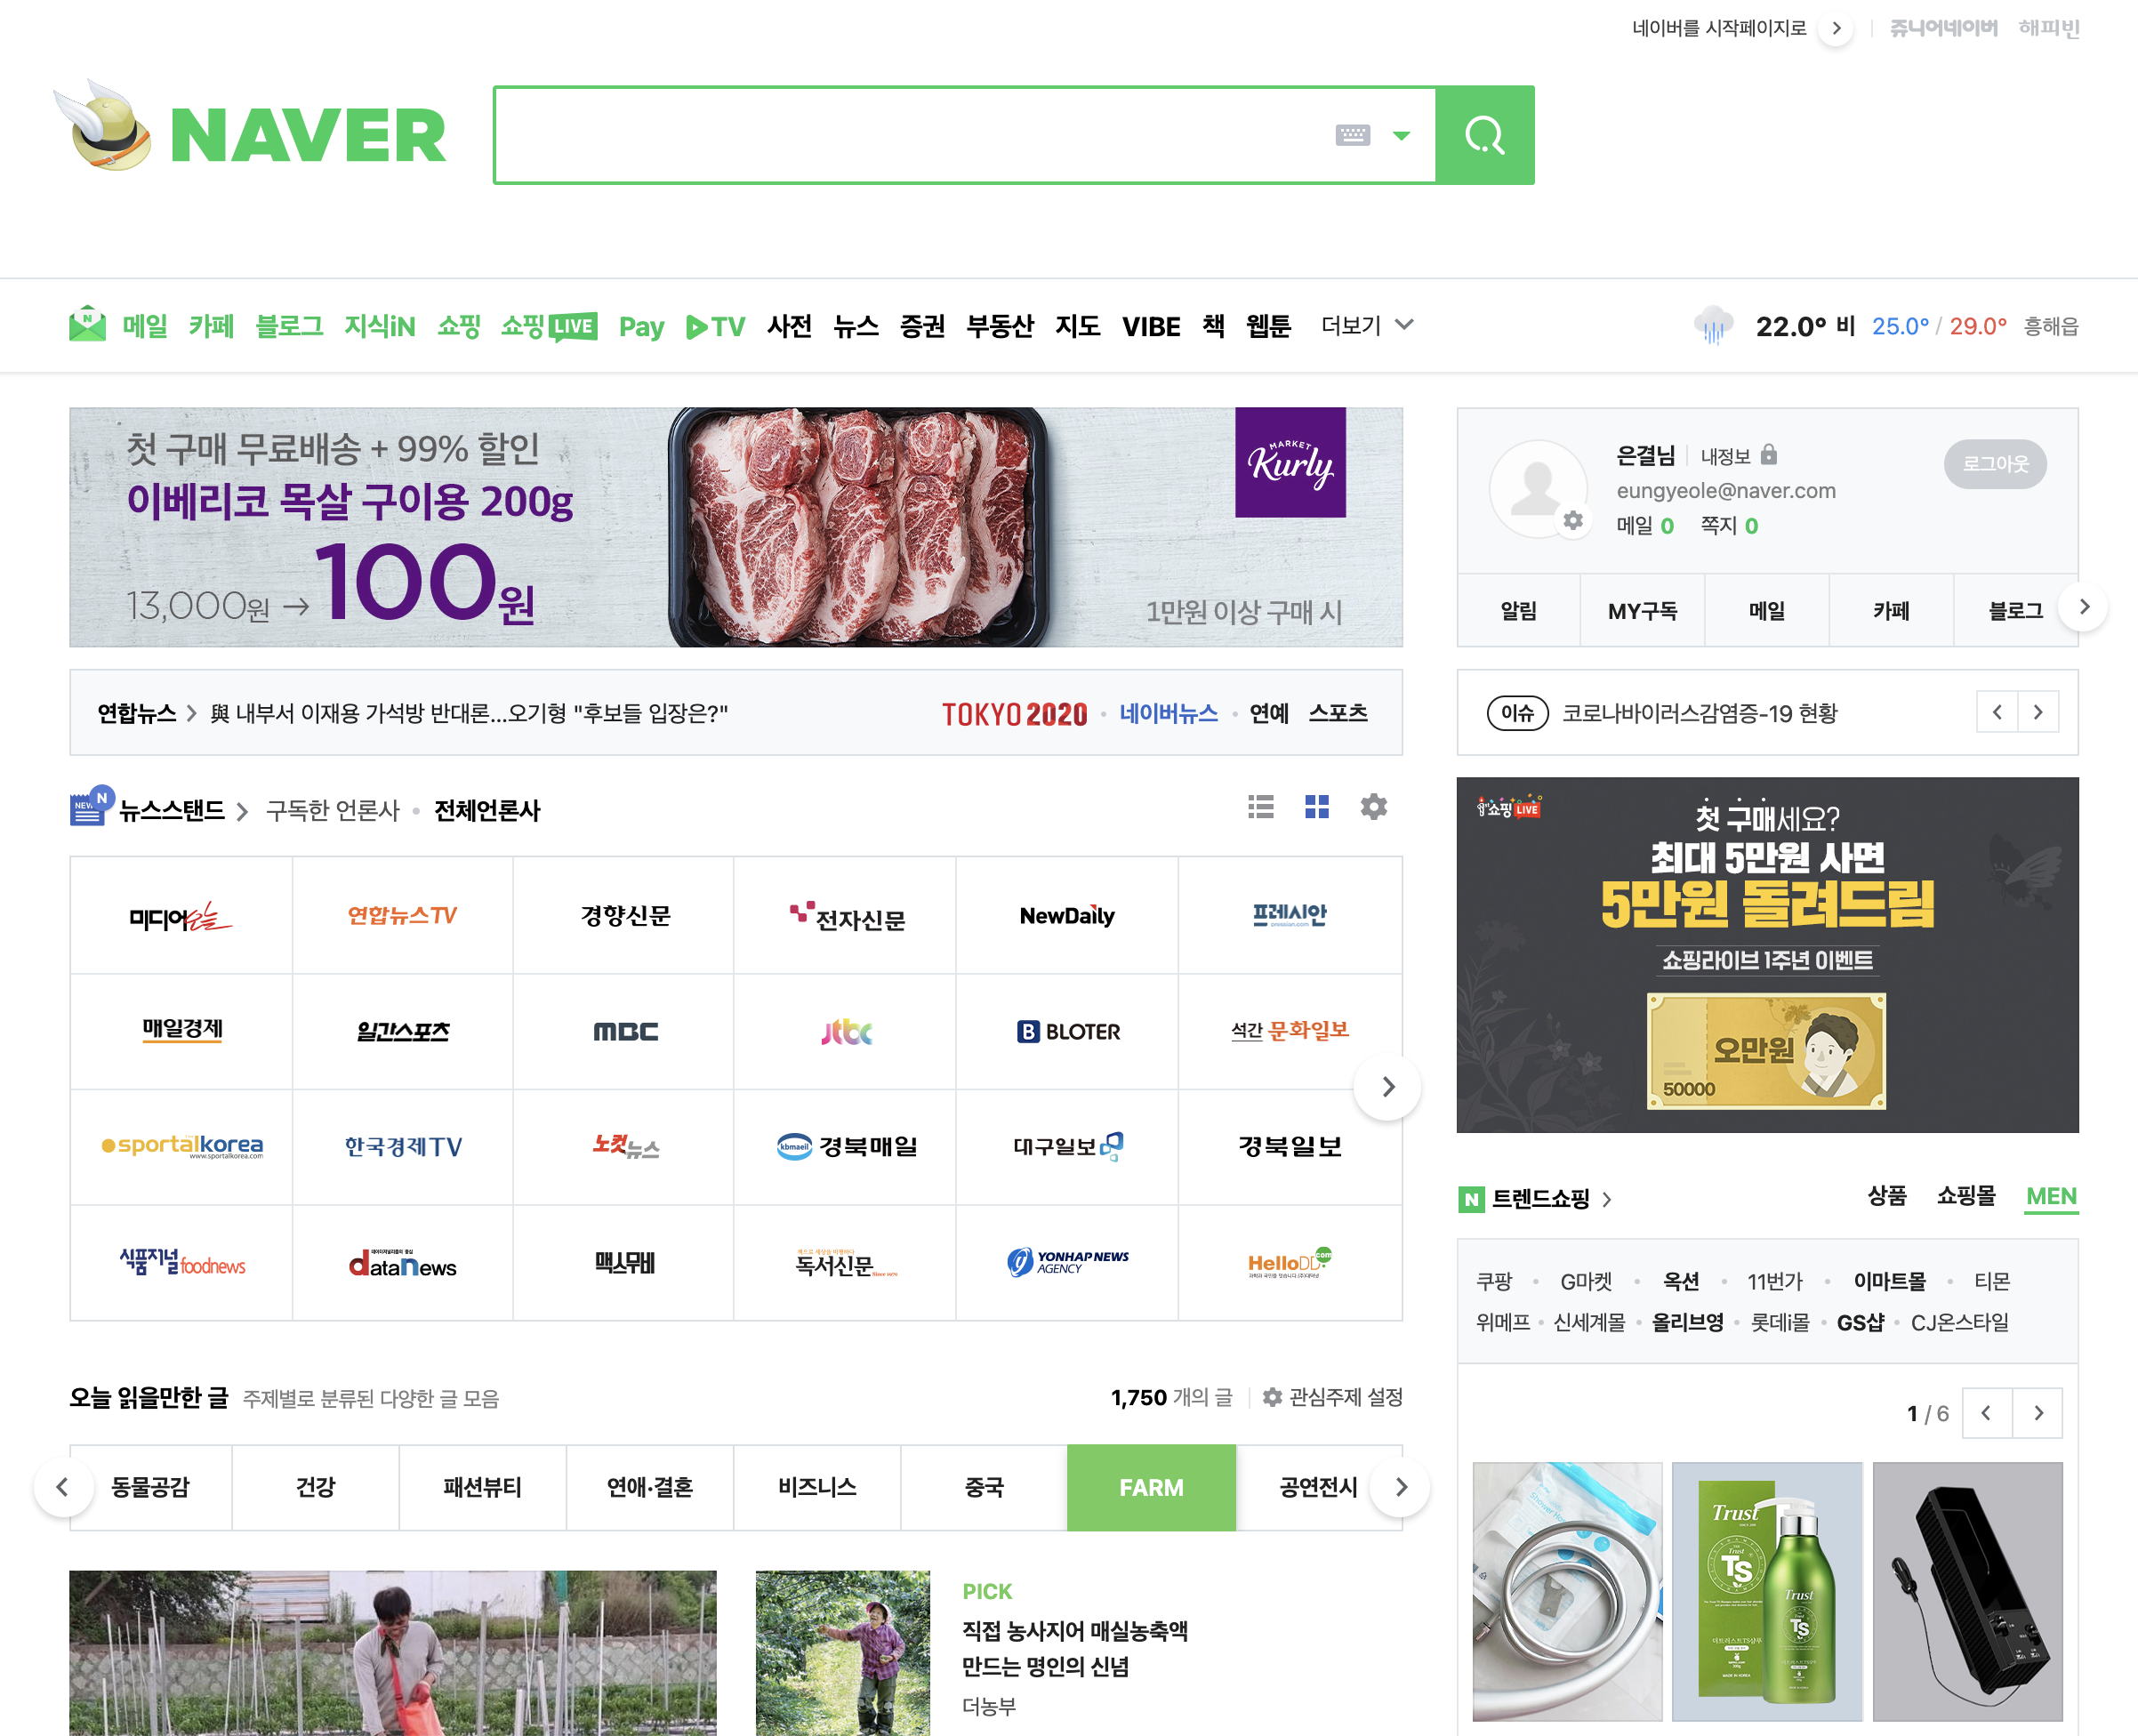 네이버를 시작페이지로
쥬니어네이버 해피빈
NAVER
메일 카페 블로그 지식iN 쇼핑 쇼핑LIVE Pay TV 사전 뉴스 증권 부동산 지도 VIBE 책 웹툰 더보기
22.0° 비 25.0° / 29.0° 흥해읍
첫 구매 무료배송 + 99% 할인
이베리코 목살 구이용 200g
13,000원 → 100원
MARKET
Kurly
1만원 이상 구매 시
은결님 내정보
로그아웃
eungyeole@naver.com
메일 0 쪽지 0
알림 MY구독 메일 카페 블로그
연합뉴스 > 與 내부서 이재용 가석방 반대론...오기형 "후보들 입장은?"
TOKYO 2020 · 네이버뉴스 · 연예 스포츠
이슈 코로나바이러스감염증-19 현황
NEW N
뉴스스탠드 > 구독한 언론사 · 전체언론사
미디어오늘 연합뉴스TV 경향신문 전자신문 NewDaily 프레시안
pressian.com
매일경제 일간스포츠 MBC jtbc B BLOTER 석간 문화일보
sportalkorea 한국경제TV 노컷뉴스 kbmaeil 경북매일 대구일보 경북일보
www.sportalkorea.com
식품저널 foodnews dataNews 맥스무비 독서신문 YONHAP NEWS AGENCY HelloDD.com
쇼핑LIVE
첫 구매세요?
최대 5만원 사면
5만원 돌려드림
쇼핑라이브 1주년 이벤트
오만원
50000
N 트렌드쇼핑 >
상품 쇼핑몰 MEN
쿠팡 · G마켓 · 옥션 · 11번가 · 이마트몰 · 티몬
위메프 · 신세계몰 · 올리브영 · 롯데i몰 · GS샵 · CJ온스타일
1 / 6
오늘 읽을만한 글 주제별로 분류된 다양한 글 모음
1,750 개의 글 관심주제 설정
동물공감 건강 패션뷰티 연애·결혼 비즈니스 중국 FARM 공연전시
PICK
직접 농사지어 매실농축액
만드는 명인의 신념
더농부
Trust
Trust
TS
Trust
TS